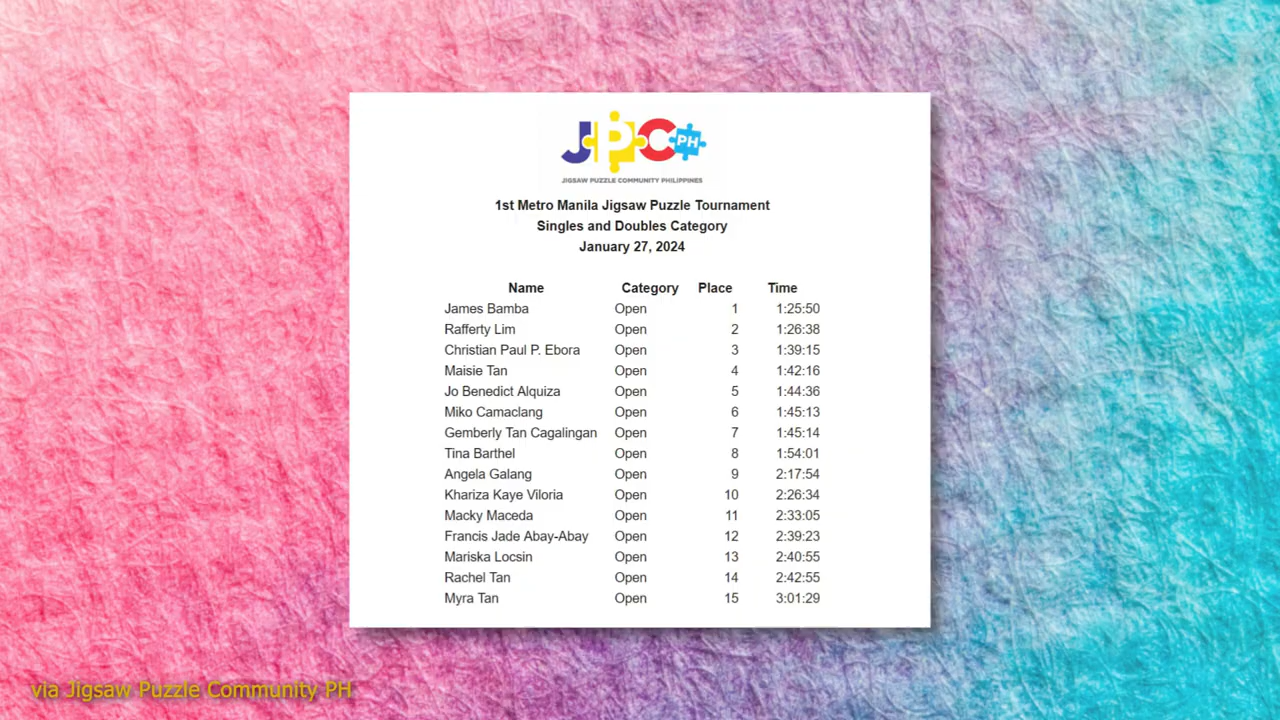 JPC PH
JIGSAW PUZZLE COMMUNITY PHILIPPINES
1st Metro Manila Jigsaw Puzzle Tournament
Singles and Doubles Category
January 27, 2024
Name Category Place Time
James Bamba Open 1 1:25:50
Rafferty Lim Open 2 1:26:38
Christian Paul P. Ebora Open 3 1:39:15
Maisie Tan Open 4 1:42:16
Jo Benedict Alquiza Open 5 1:44:36
Miko Camaclang Open 6 1:45:13
Gemberly Tan Cagalingan Open 7 1:45:14
Tina Barthel Open 8 1:54:01
Angela Galang Open 9 2:17:54
Khariza Kaye Viloria Open 10 2:26:34
Macky Maceda Open 11 2:33:05
Francis Jade Abay-Abay Open 12 2:39:23
Mariska Locsin Open 13 2:40:55
Rachel Tan Open 14 2:42:55
Myra Tan Open 15 3:01:29
via Jigsaw Puzzle Community PH